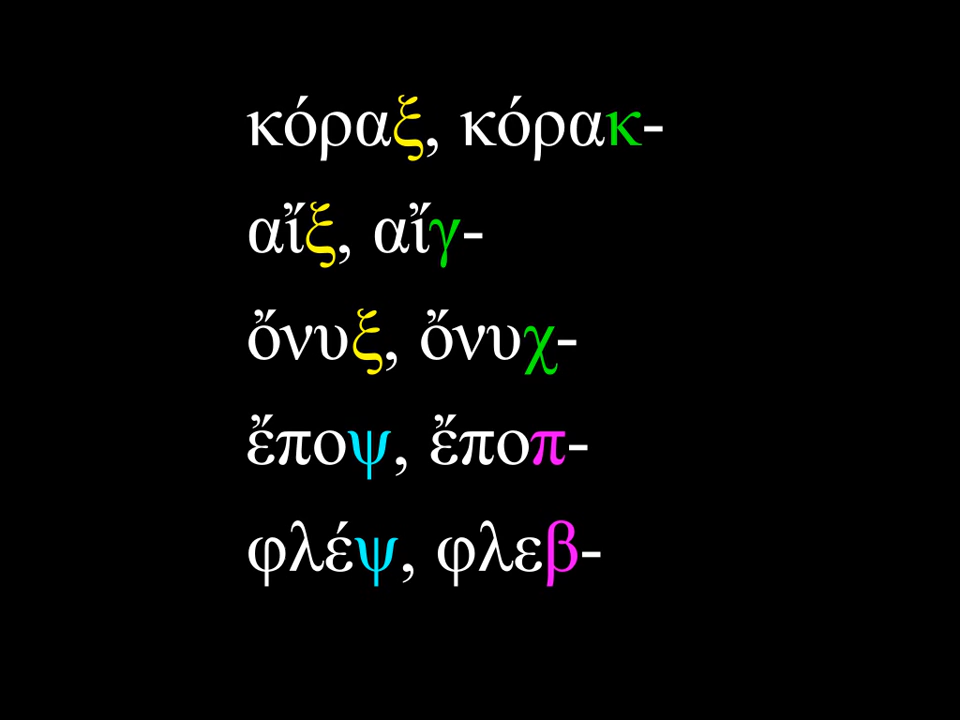 κόραξ, κόρακ-
αἴξ, αἴγ-
ὄνυξ, ὄνυχ-
ἔποψ, ἔποπ-
φλέψ, φλεβ-